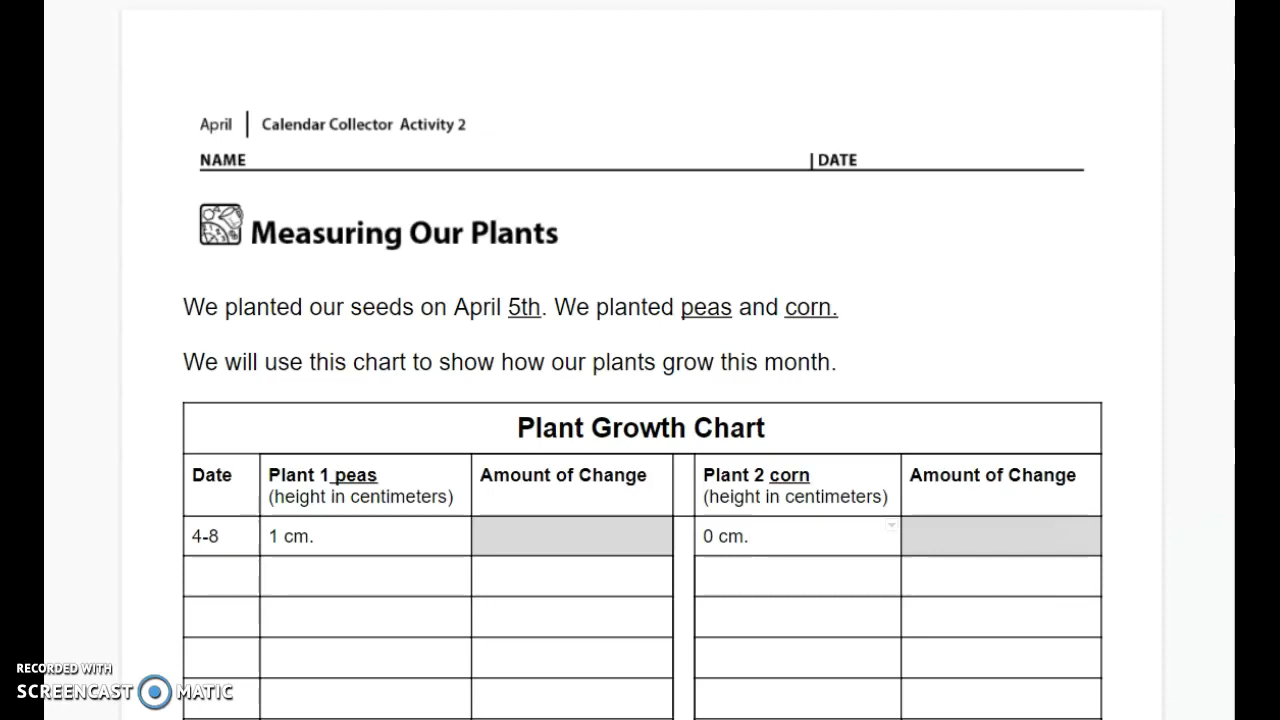 April | Calendar Collector Activity 2
NAME | DATE
Measuring Our Plants
We planted our seeds on April 5th. We planted peas and corn.
We will use this chart to show how our plants grow this month.
Plant Growth Chart
Date Plant 1 peas (height in centimeters) Amount of Change Plant 2 corn (height in centimeters) Amount of Change
4-8 1 cm. 0 cm.
RECORDED WITH
SCREENCAST MATIC